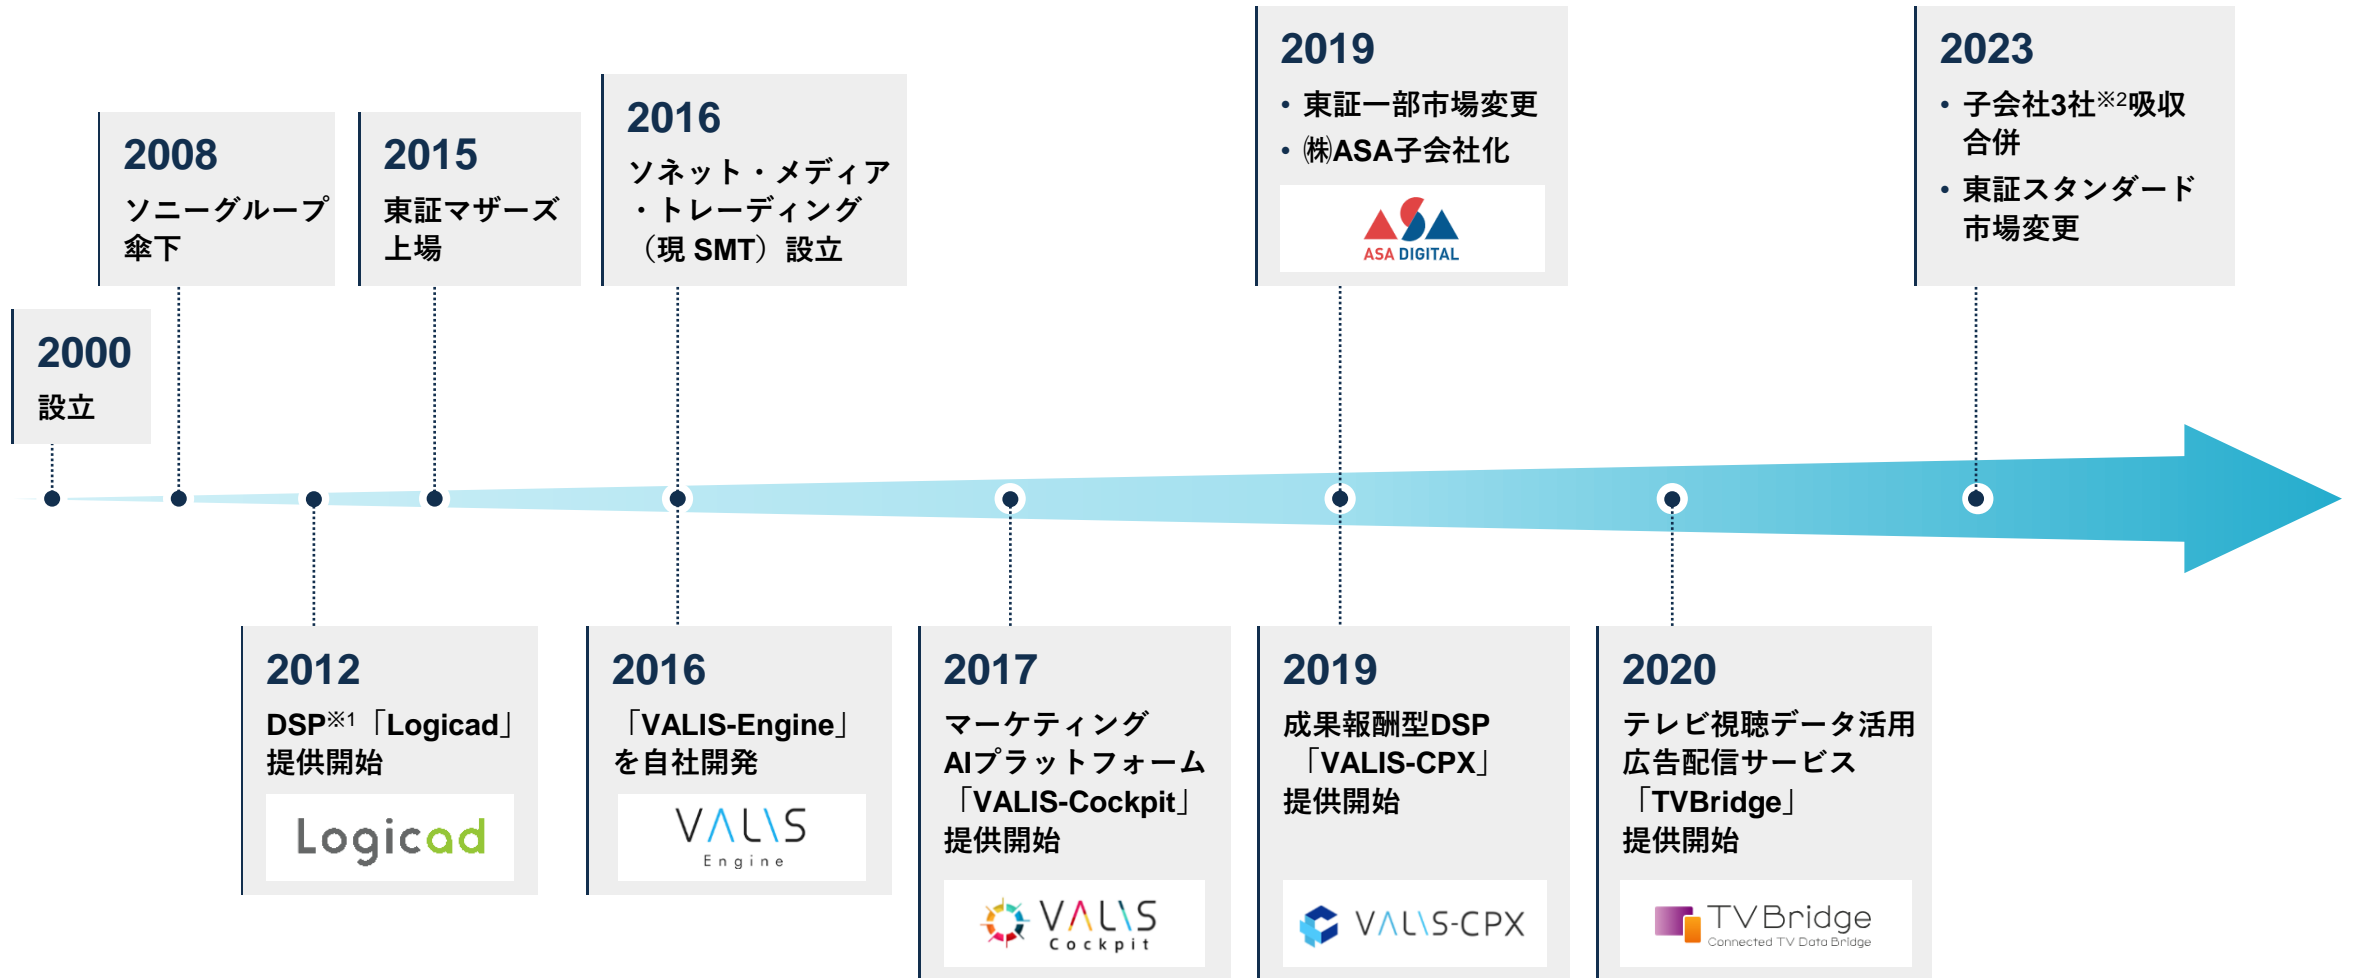 2000
設立
2008
ソニーグループ
傘下
2015
東証マザーズ
上場
2016
ソネット・メディア
・トレーディング
（現 SMT）設立
2019
• 東証一部市場変更
• ㈱ASA子会社化
ASA DIGITAL
2023
• 子会社3社※2吸収
合併
• 東証スタンダード
市場変更
2012
DSP※1「Logicad」
提供開始
Logicad
2016
「VALIS-Engine」
を自社開発
VALIS
Engine
2017
マーケティング
AIプラットフォーム
「VALIS-Cockpit」
提供開始
VALIS
Cockpit
2019
成果報酬型DSP
「VALIS-CPX」
提供開始
VALIS-CPX
2020
テレビ視聴データ活用
広告配信サービス
「TVBridge」
提供開始
TVBridge
Connected TV Data Bridge